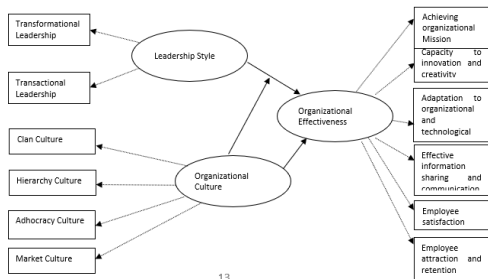 Transformational
Leadership
Transactional
Leadership
Clan Culture
Hierarchy Culture
Adhocracy Culture
Market Culture
Leadership Style
Organizational
Culture
Organizational
Effectiveness
Achieving
organizational
Mission
Capacity to
innovation and
creativity
Adaptation to
organizational
and
technological
Effective
information
sharing and
communication
Employee
satisfaction
Employee
attraction and
retention
13